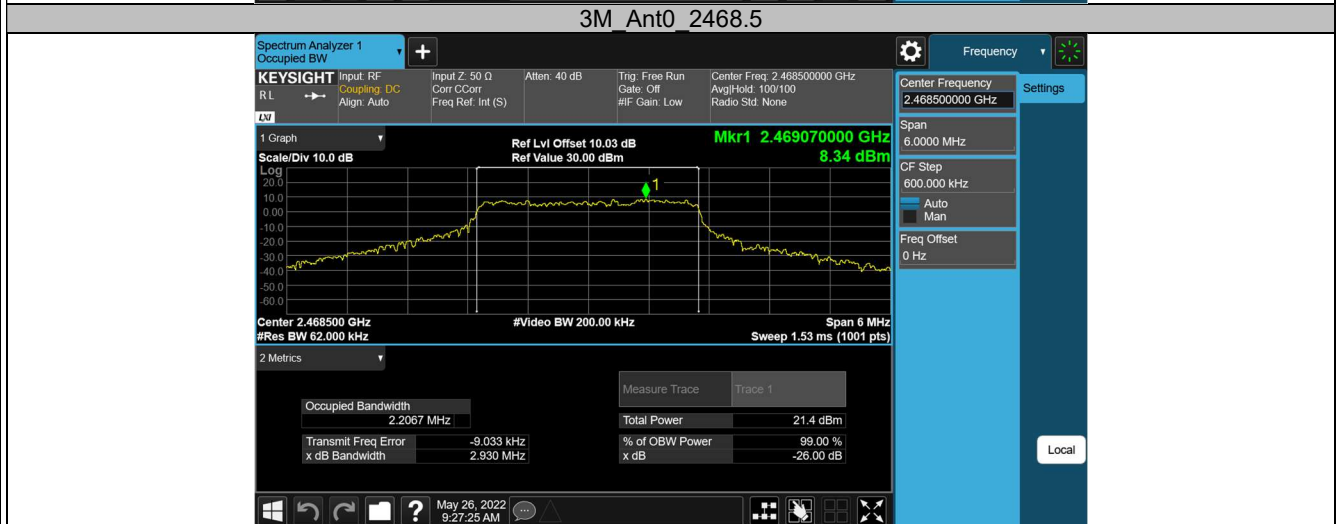 3M_Ant0_2468.5
Spectrum Analyzer 1
Occupied BW
Frequency
KEYSIGHT
R L
LXI
Input: RF
Coupling: DC
Align: Auto
Input Z: 50 Ω
Corr CCorr
Freq Ref: Int (S)
Atten: 40 dB
Trig: Free Run
Gate: Off
#IF Gain: Low
Center Freq: 2.468500000 GHz
Avg|Hold: 100/100
Radio Std: None
Center Frequency
2.468500000 GHz
Settings
Span
6.0000 MHz
CF Step
600.000 kHz
Auto
Man
Freq Offset
0 Hz
Local
1 Graph
Scale/Div 10.0 dB
Ref Lvl Offset 10.03 dB
Ref Value 30.00 dBm
Mkr1 2.469070000 GHz
8.34 dBm
Log
20.0
10.0
0.00
-10.0
-20.0
-30.0
-40.0
-50.0
-60.0
1
Center 2.468500 GHz
#Video BW 200.00 kHz
Span 6 MHz
#Res BW 62.000 kHz
Sweep 1.53 ms (1001 pts)
2 Metrics
Measure Trace Trace 1
Occupied Bandwidth
2.2067 MHz
Total Power 21.4 dBm
Transmit Freq Error -9.033 kHz
% of OBW Power 99.00 %
x dB Bandwidth 2.930 MHz
x dB -26.00 dB
?
May 26, 2022
9:27:25 AM